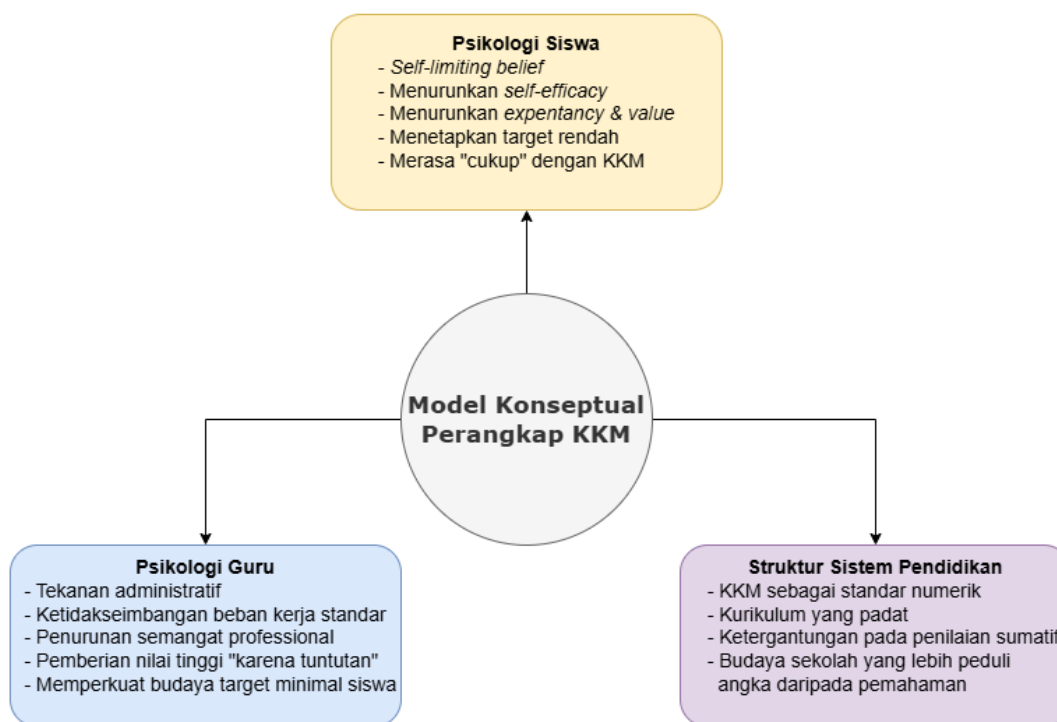 Psikologi Siswa
- Self-limiting belief
- Menurunkan self-efficacy
- Menurunkan expentancy & value
- Menetapkan target rendah
- Merasa "cukup" dengan KKM
Model Konseptual
Perangkap KKM
Psikologi Guru
- Tekanan administratif
- Ketidakseimbangan beban kerja standar
- Penurunan semangat professional
- Pemberian nilai tinggi "karena tuntutan"
- Memperkuat budaya target minimal siswa
Struktur Sistem Pendidikan
- KKM sebagai standar numerik
- Kurikulum yang padat
- Ketergantungan pada penilaian sumatif
- Budaya sekolah yang lebih peduli
angka daripada pemahaman